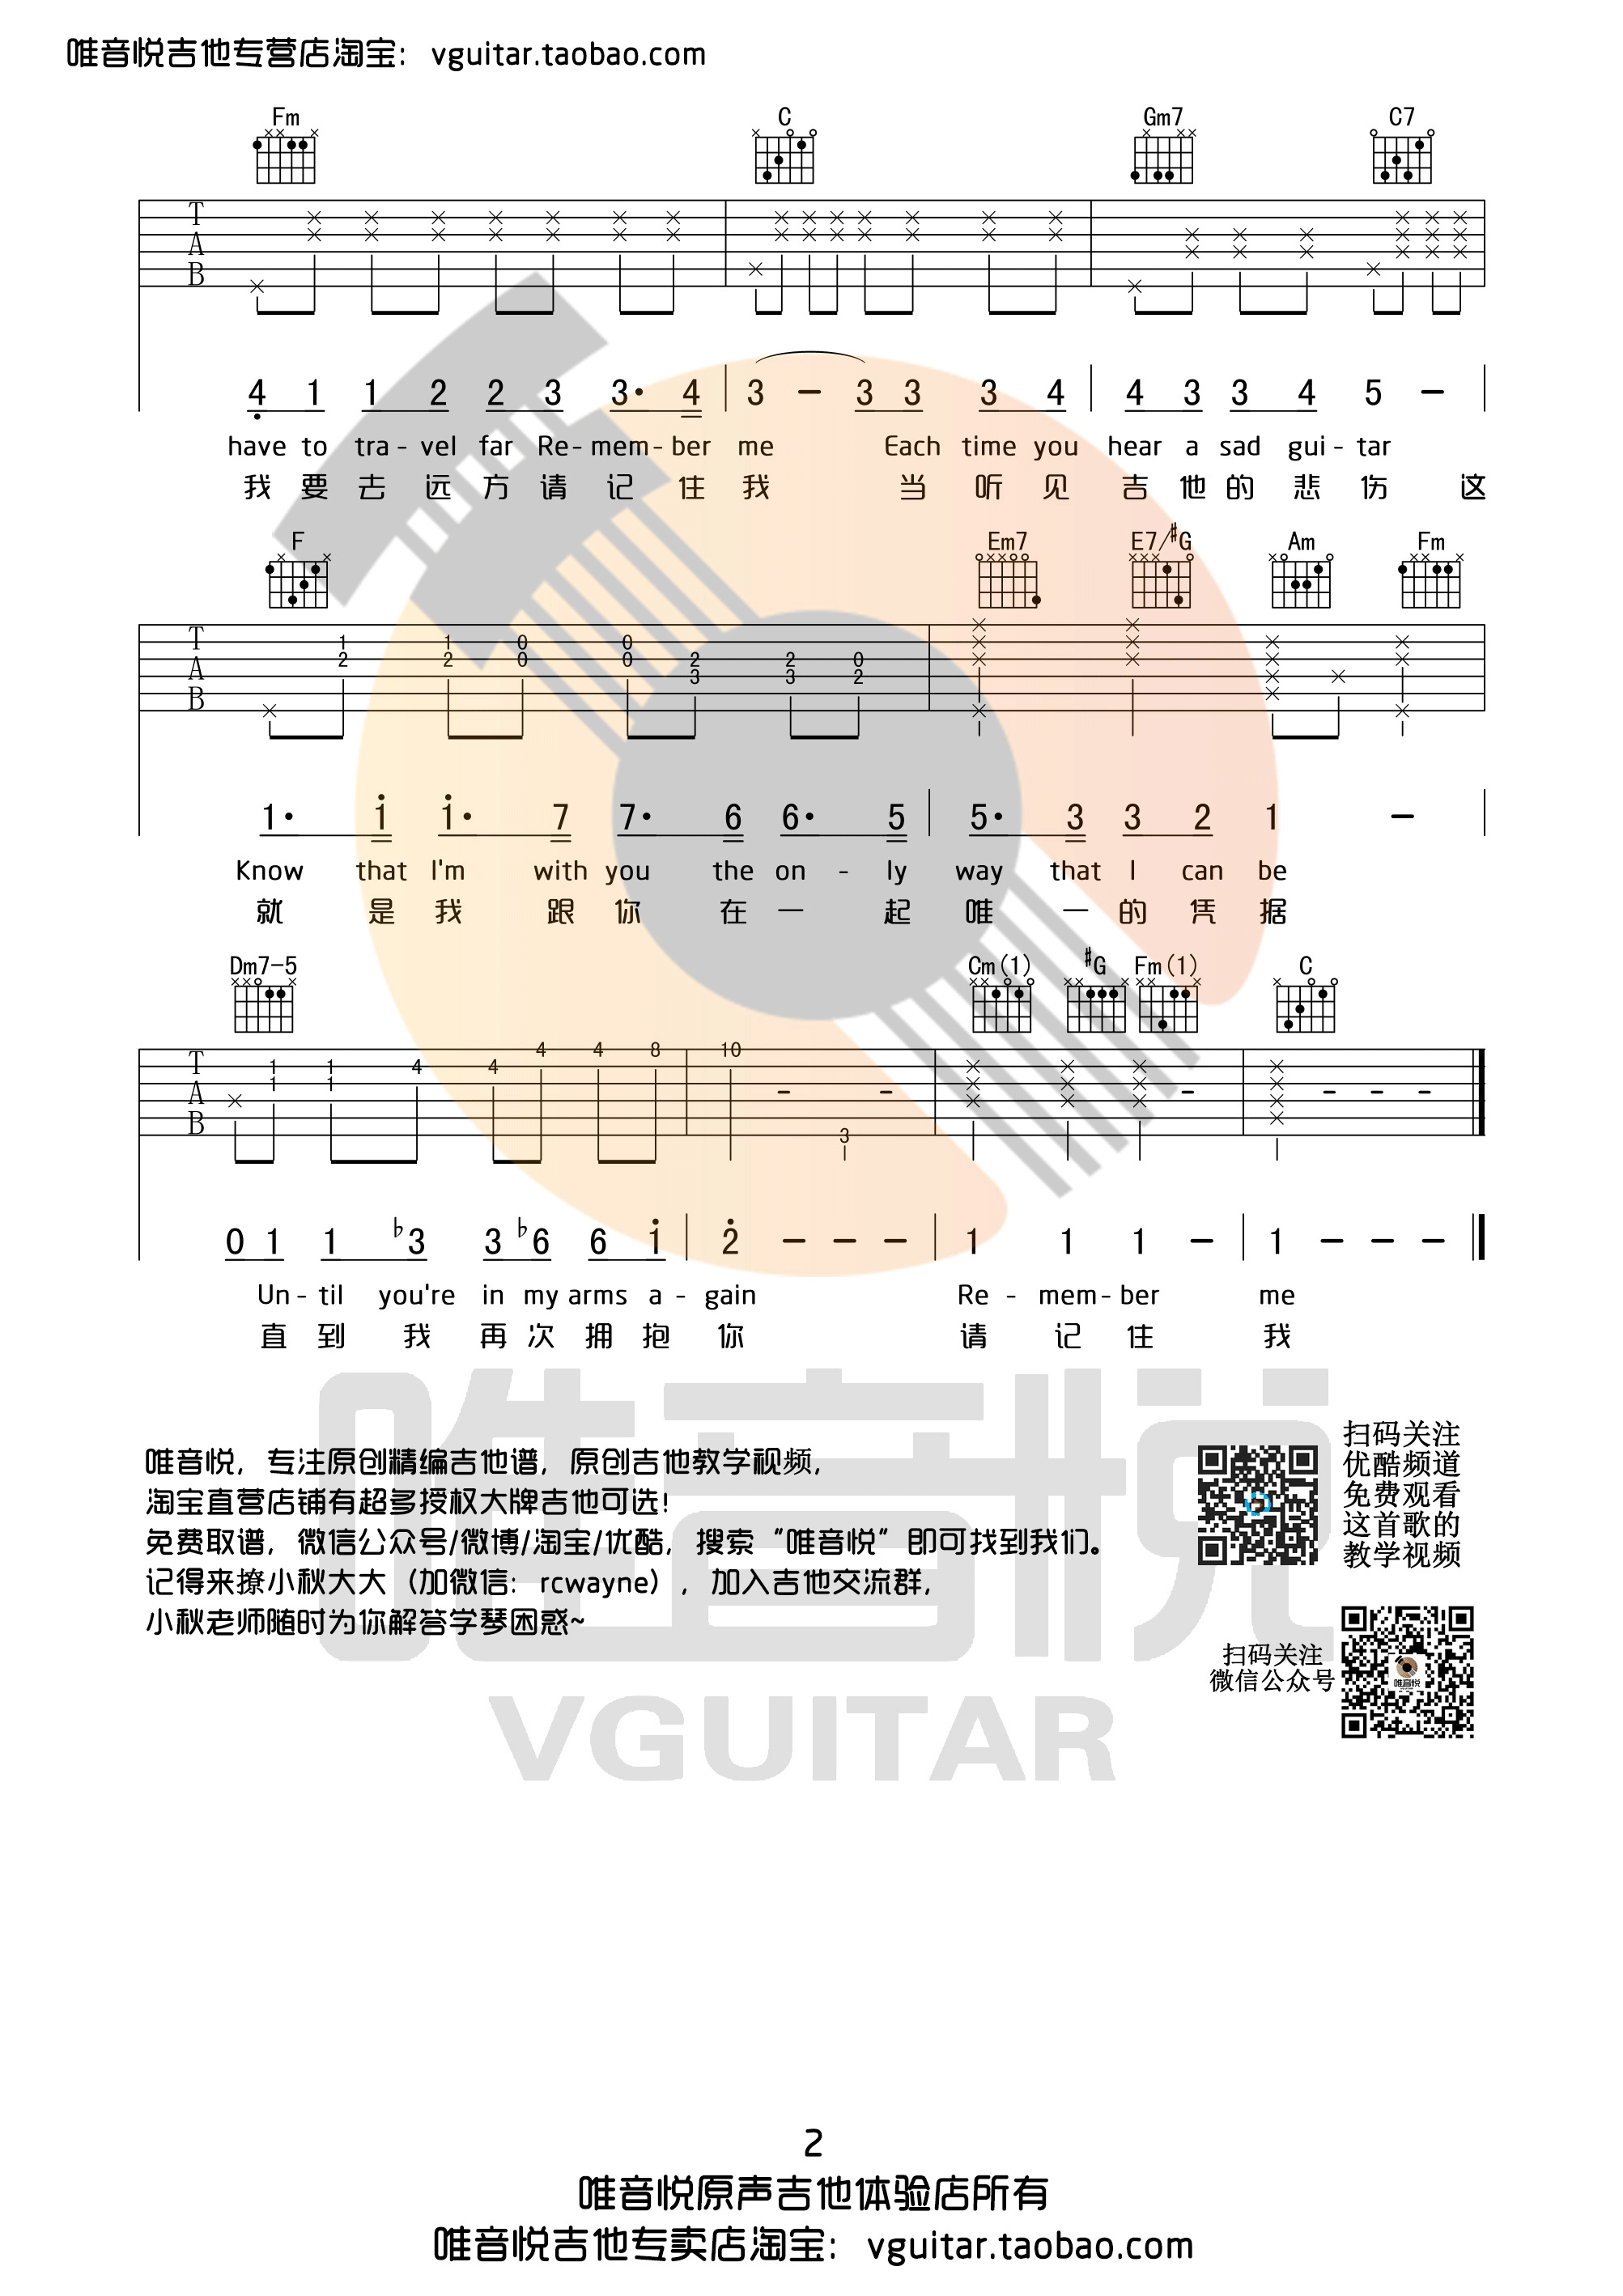 唯音悦吉他专营店淘宝：vguitar.taobao.com
Fm C Gm7 C7
T
A
B
4 1 1 2 2 3 3· 4 3 - 3 3 3 4 4 3 3 4 5 -
have to tra- vel far Re- mem- ber me Each time you hear a sad gui- tar
我 要 去 远 方 请 记 住 我 当 听 见 吉 他 的 悲 伤 这
F Em7 E7/#G Am Fm
T 1 1 0 0
2 2 0 0 2 2 0
A 3 3 2
B
1· 1 1· 7 7· 6 6· 5 5· 3 3 2 1 -
Know that I'm with you the on - ly way that I can be
就 是 我 跟 你 在 一 起 唯 一 的 凭 据
Dm7-5 Cm(1) #G Fm(1) C
4 4 8 10
T 1 1 4 4
1 1
A
B 3
0 1 1 ♭3 3 ♭6 6 1 2 - - - 1 1 1 - 1 - - -
Un- til you're in my arms a- gain Re - mem- ber me
直 到 我 再 次 拥 抱 你 请 记 住 我
唯音悦
VGUITAR
唯音悦，专注原创精编吉他谱，原创吉他教学视频，
淘宝直营店铺有超多授权大牌吉他可选！
免费取谱，微信公众号/微博/淘宝/优酷，搜索“唯音悦”即可找到我们。
记得来撩小秋大大（加微信：rcwayne），加入吉他交流群，
小秋老师随时为你解答学琴困惑~
扫码关注
优酷频道
免费观看
这首歌的
教学视频
扫码关注
微信公众号
唯音悦
2
唯音悦原声吉他体验店所有
唯音悦吉他专卖店淘宝：vguitar.taobao.com